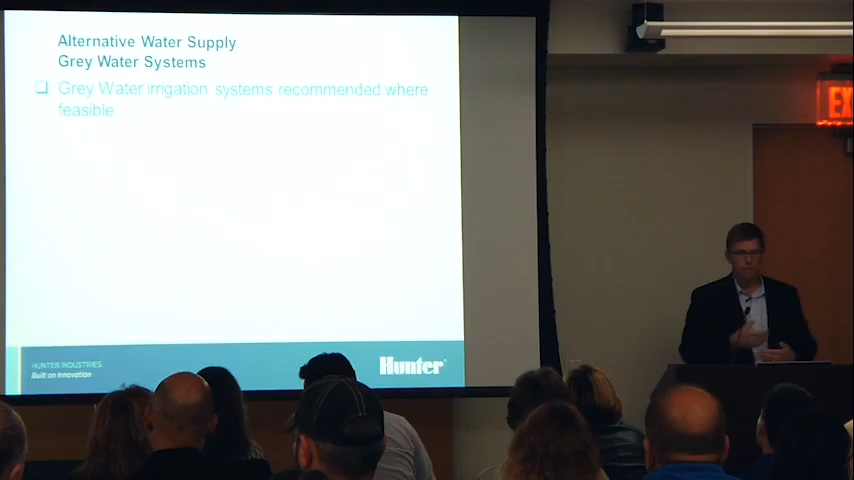 Alternative Water Supply
Grey Water Systems
Grey Water irrigation systems recommended where
feasible
HUNTER INDUSTRIES
Built on Innovation
Hunter
EX